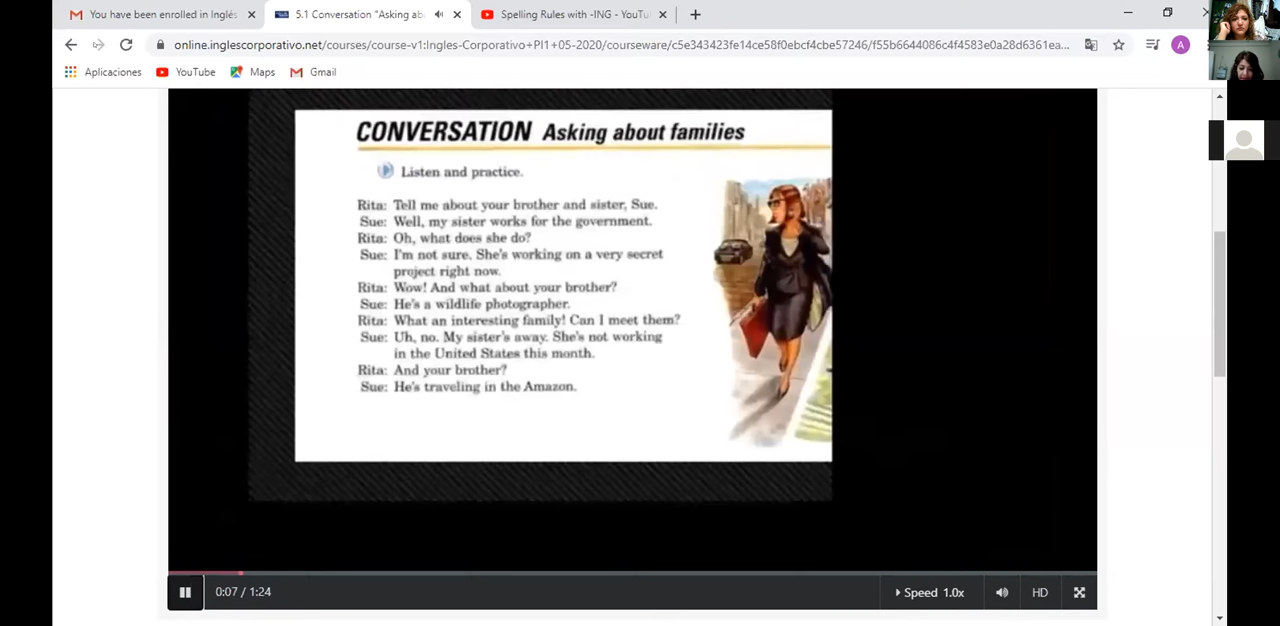 You have been enrolled in Inglés
5.1 Conversation "Asking ab
Spelling Rules with -ING - YouTu
online.inglescorporativo.net/courses/course-v1:Ingles-Corporativo+PI1+05-2020/courseware/c5e343423fe14ce58f0ebcf4cbe57246/f55b6644086c4f4583e0a28d6361ea...
A
Aplicaciones
YouTube
Maps
Gmail
CONVERSATION Asking about families
Listen and practice.
Rita: Tell me about your brother and sister, Sue.
Sue: Well, my sister works for the government.
Rita: Oh, what does she do?
Sue: I'm not sure. She's working on a very secret
project right now.
Rita: Wow! And what about your brother?
Sue: He's a wildlife photographer.
Rita: What an interesting family! Can I meet them?
Sue: Uh, no. My sister's away. She's not working
in the United States this month.
Rita: And your brother?
Sue: He's traveling in the Amazon.
0:07 / 1:24
Speed 1.0x
HD